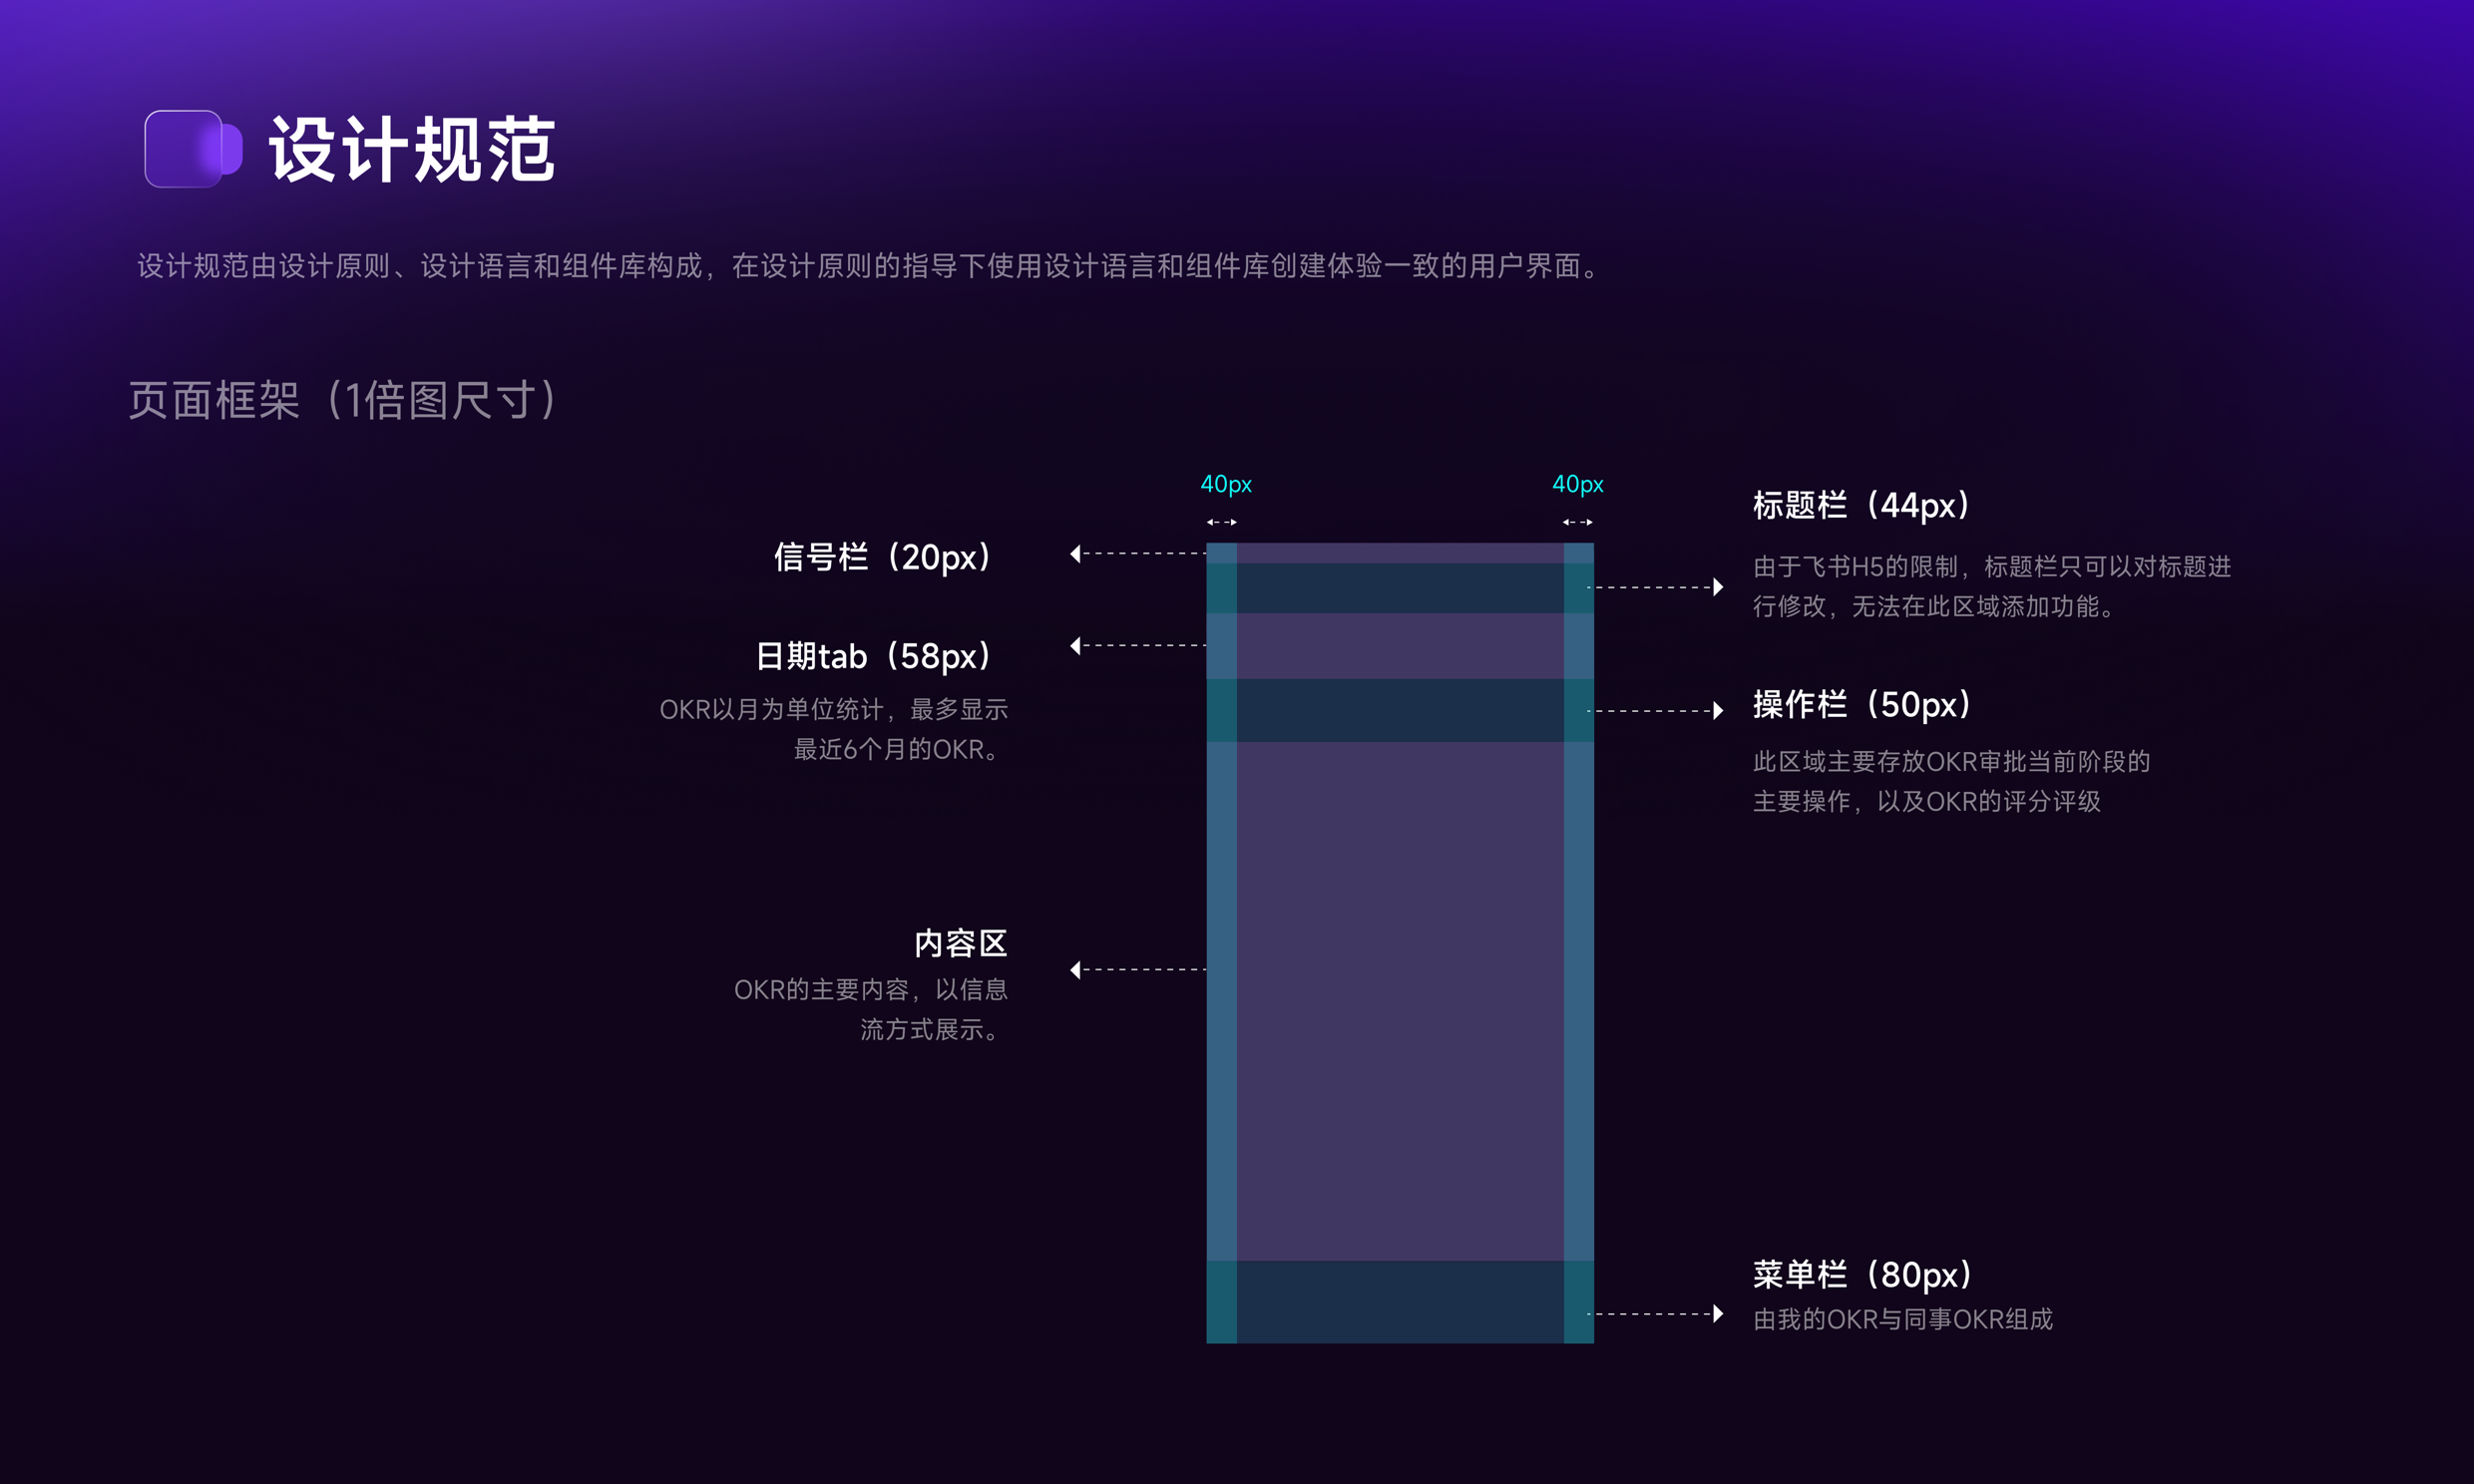 设计规范
设计规范由设计原则、设计语言和组件库构成，在设计原则的指导下使用设计语言和组件库创建体验一致的用户界面。
页面框架（1倍图尺寸）
40px
40px
信号栏（20px）
日期tab（58px）
OKR以月为单位统计，最多显示
最近6个月的OKR。
内容区
OKR的主要内容，以信息
流方式展示。
标题栏（44px）
由于飞书H5的限制，标题栏只可以对标题进
行修改，无法在此区域添加功能。
操作栏（50px）
此区域主要存放OKR审批当前阶段的
主要操作，以及OKR的评分评级
菜单栏（80px）
由我的OKR与同事OKR组成